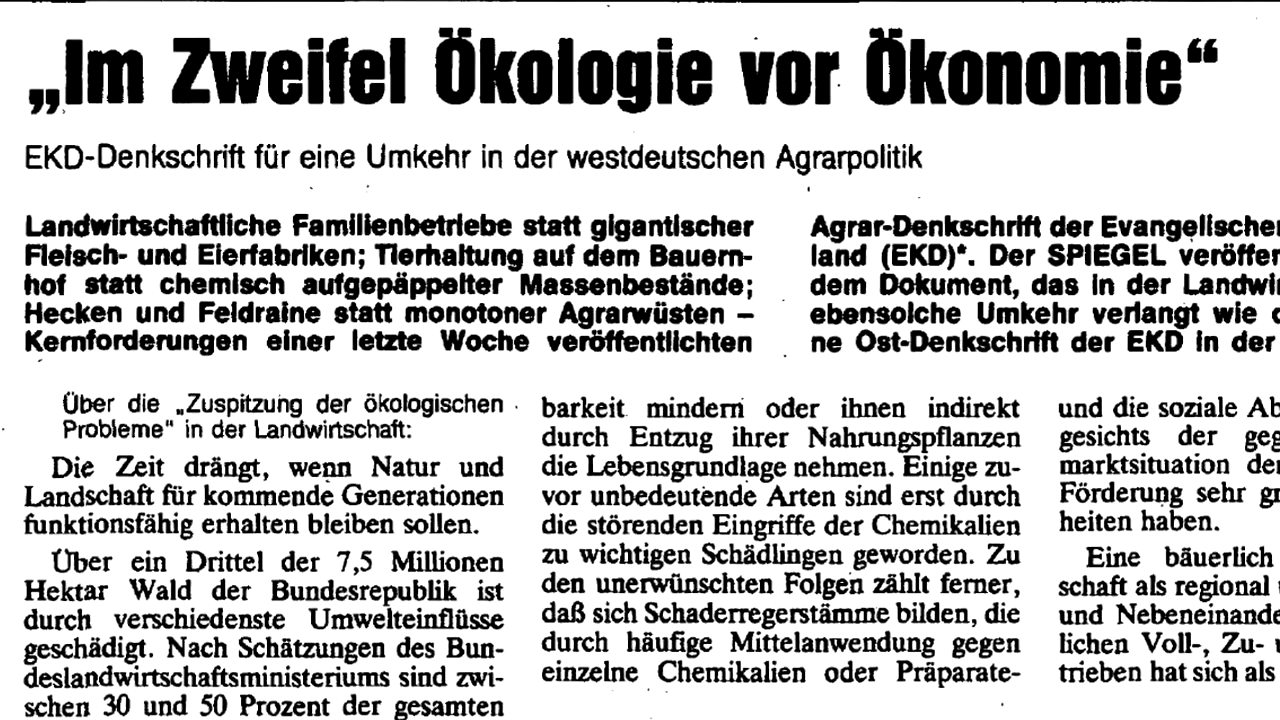 „Im Zweifel Ökologie vor Ökonomie“
EKD-Denkschrift für eine Umkehr in der westdeutschen Agrarpolitik
Landwirtschaftliche Familienbetriebe statt gigantischer
Fleisch- und Eierfabriken; Tierhaltung auf dem Bauern-
hof statt chemisch aufgepäppelter Massenbestände;
Hecken und Feldraine statt monotoner Agrarwüsten –
Kernforderungen einer letzte Woche veröffentlichten
Agrar-Denkschrift der
land (EKD)*. Der SPIEGEL
dem Dokument, das in der
ebensolche Umkehr verlangt wie
ne Ost-Denkschrift der EKD in der
Über die „Zuspitzung der ökologischen
Probleme“ in der Landwirtschaft:
Die Zeit drängt, wenn Natur und
Landschaft für kommende Generationen
funktionsfähig erhalten bleiben sollen.
Über ein Drittel der 7,5 Millionen
Hektar Wald der Bundesrepublik ist
durch verschiedenste Umwelteinflüsse
geschädigt. Nach Schätzungen des Bun-
deslandwirtschaftsministeriums sind zwi-
schen 30 und 50 Prozent der gesamten
barkeit mindern oder ihnen indirekt
durch Entzug ihrer Nahrungspflanzen
die Lebensgrundlage nehmen. Einige zu-
vor unbedeutende Arten sind erst durch
die störenden Eingriffe der Chemikalien
zu wichtigen Schädlingen geworden. Zu
den unerwünschten Folgen zählt ferner,
daß sich Schaderregerstämme bilden, die
durch häufige Mittelanwendung gegen
einzelne Chemikalien oder Präparate-
und die soziale
gesichts der
marktsituation
Förderung sehr
heiten haben.
Eine bäuerlich
schaft als regional
und
lichen Voll-, Zu-
trieben hat sich als